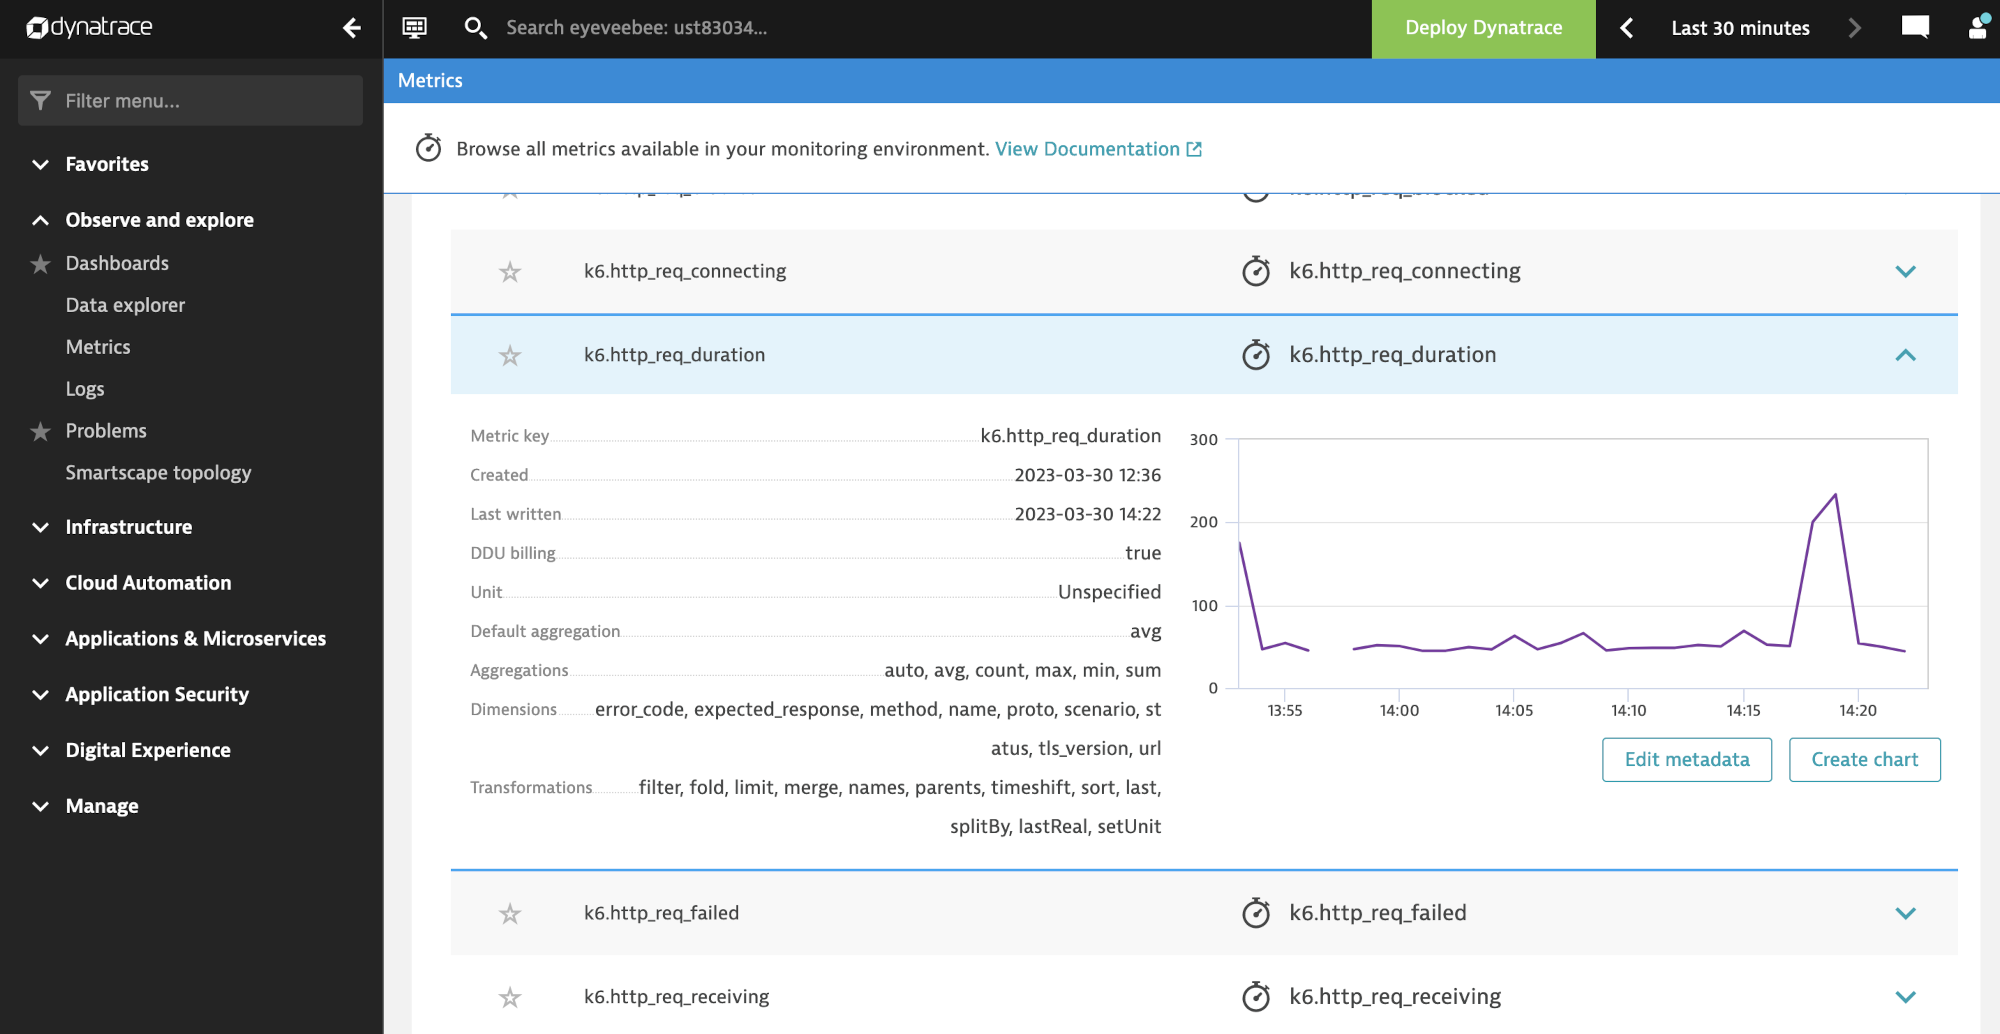 dynatrace
Search eyeveebee: ust83034...
Deploy Dynatrace
Last 30 minutes
Filter menu...
Metrics
Browse all metrics available in your monitoring environment. View Documentation
Favorites
Observe and explore
Dashboards
Data explorer
Metrics
Logs
Problems
Smartscape topology
Infrastructure
Cloud Automation
Applications & Microservices
Application Security
Digital Experience
Manage
k6.http_req_connecting
k6.http_req_connecting
k6.http_req_duration
k6.http_req_duration
Metric key k6.http_req_duration
Created 2023-03-30 12:36
Last written 2023-03-30 14:22
DDU billing true
Unit Unspecified
Default aggregation avg
Aggregations auto, avg, count, max, min, sum
Dimensions error_code, expected_response, method, name, proto, scenario, st
atus, tls_version, url
Transformations filter, fold, limit, merge, names, parents, timeshift, sort, last,
splitBy, lastReal, setUnit
300
200
100
0
13:55 14:00 14:05 14:10 14:15 14:20
Edit metadata
Create chart
k6.http_req_failed
k6.http_req_failed
k6.http_req_receiving
k6.http_req_receiving